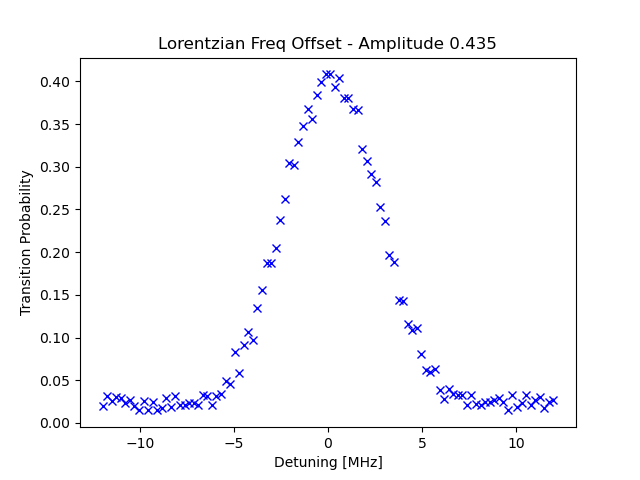 Lorentzian Freq Offset - Amplitude 0.435
Transition Probability
0.40
0.35
0.30
0.25
0.20
0.15
0.10
0.05
0.00
−10 −5 0 5 10
Detuning [MHz]